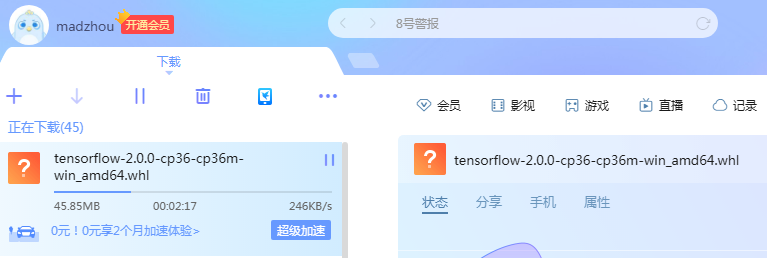 madzhou
开通会员
8号警报
下载
会员
影视
游戏
直播
记录
正在下载(45)
tensorflow-2.0.0-cp36-cp36m-
win_amd64.whl
45.85MB
00:02:17
246KB/s
0元！0元享2个月加速体验>
超级加速
tensorflow-2.0.0-cp36-cp36m-win_amd64.whl
状态
分享
手机
属性